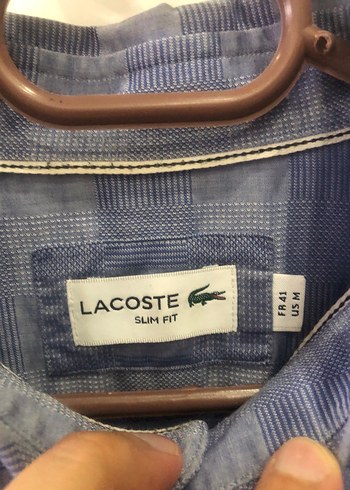 LACOSTE
SLIM FIT
FR 41
US M